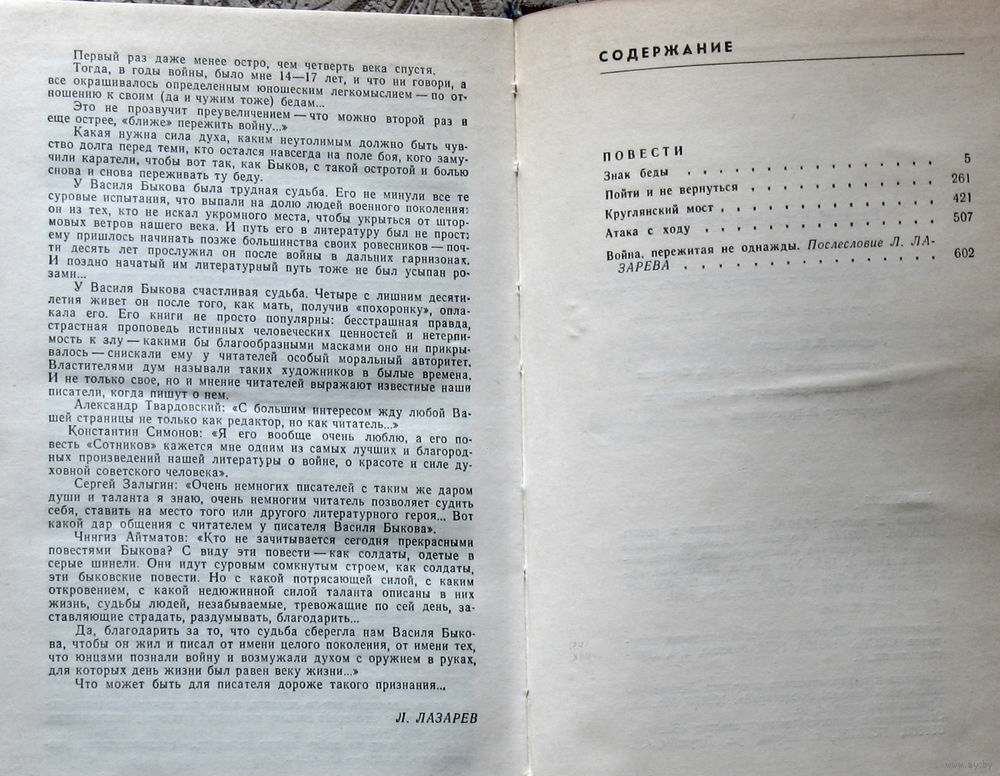 Первый раз даже менее остро, чем четверть века спустя.
Тогда, в годы войны, было мне 14—17 лет, и что ни говори, а
все окрашивалось определенным юношеским легкомыслием — по от-
ношению к своим (да и чужим тоже) бедам...
Это не прозвучит преувеличением — что можно второй раз и
еще острее, «ближе» пережить войну...»
Какая нужна сила духа, каким неутолимым должно быть чув-
ство долга перед теми, кто остался навсегда на поле боя, кого заму-
чили каратели, чтобы вот так, как Быков, с такой остротой и болью
снова и снова переживать ту беду.
У Василя Быкова была трудная судьба. Его не минули все те
суровые испытания, что выпали на долю людей военного поколения:
он из тех, кто не искал укромного места, чтобы укрыться от штор-
мовых ветров нашего века. И путь его в литературу был не прост:
ему пришлось начинать позже большинства своих ровесников — поч-
ти десять лет прослужил он после войны в дальних гарнизонах.
И поздно начатый им литературный путь тоже не был усыпан ро-
зами...
У Василя Быкова счастливая судьба. Четыре с лишним десяти-
летия живет он после того, как мать, получив «похоронку», опла-
кала его. Его книги не просто популярны: бесстрашная правда,
страстная проповедь истинных человеческих ценностей и нетерпи-
мость к злу — какими бы благообразными масками оно ни прикры-
валось — снискали ему у читателей особый моральный авторитет.
Властителями дум называли таких художников в былые времена.
И не только свое, но и мнение читателей выражают известные наши
писатели, когда пишут о нем.
Александр Твардовский: «С большим интересом жду любой Ва-
шей страницы не только как редактор, но как читатель...»
Константин Симонов: «Я его вообще очень люблю, а его по-
весть «Сотников» кажется мне одним из самых лучших и благород-
ных произведений нашей литературы о войне, о красоте и силе ду-
ховной советского человека».
Сергей Залыгин: «Очень немногих писателей с таким же даром
души и таланта я знаю, очень немногим читатель позволяет судить
себя, ставить на место того или другого литературного героя... Вот
какой дар общения с читателем у писателя Василя Быкова».
Чингиз Айтматов: «Кто не зачитывается сегодня прекрасными
повестями Быкова? С виду эти повести — как солдаты, одетые в
серые шинели. Они идут суровым сомкнутым строем, как солдаты,
эти быковские повести. Но с какой потрясающей силой, с каким
откровением, с какой недюжинной силой таланта описаны в них
жизнь, судьбы людей, незабываемые, тревожащие по сей день, за-
ставляющие страдать, раздумывать, благодарить...
Да, благодарить за то, что судьба сберегла нам Василя Быко-
ва, чтобы он жил и писал от имени целого поколения, от имени тех,
что юнцами познали войну и возмужали духом с оружием в руках,
для которых день жизни был равен веку жизни...»
Что может быть для писателя дороже такого признания...
Л. ЛАЗАРЕВ
СОДЕРЖАНИЕ
ПОВЕСТИ
Знак беды . . . . . . . . . . . . . . 5
Пойти и не вернуться . . . . . . . . . . 261
Круглянский мост . . . . . . . . . . . . 421
Атака с ходу . . . . . . . . . . . . . 507
Война, пережитая не однажды. Послесловие Л. ЛА-
ЗАРЕВА . . . . . . . . . . . . . . 602
www.ay.by